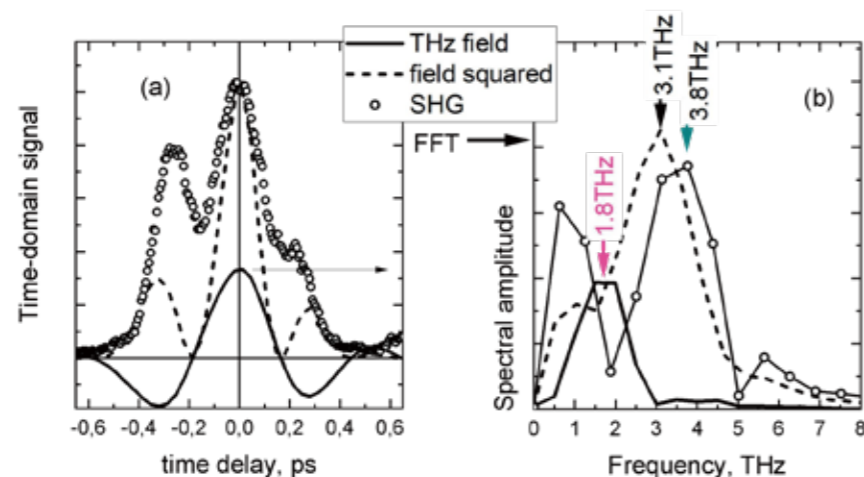 (a)
THz field
field squared
SHG
FFT
3.1THz
3.8THz
1.8THz
(b)
Time-domain signal
-0,6 -0,4 -0,2 0,0 0,2 0,4 0,6
time delay, ps
Spectral amplitude
0 1 2 3 4 5 6 7 8
Frequency, THz